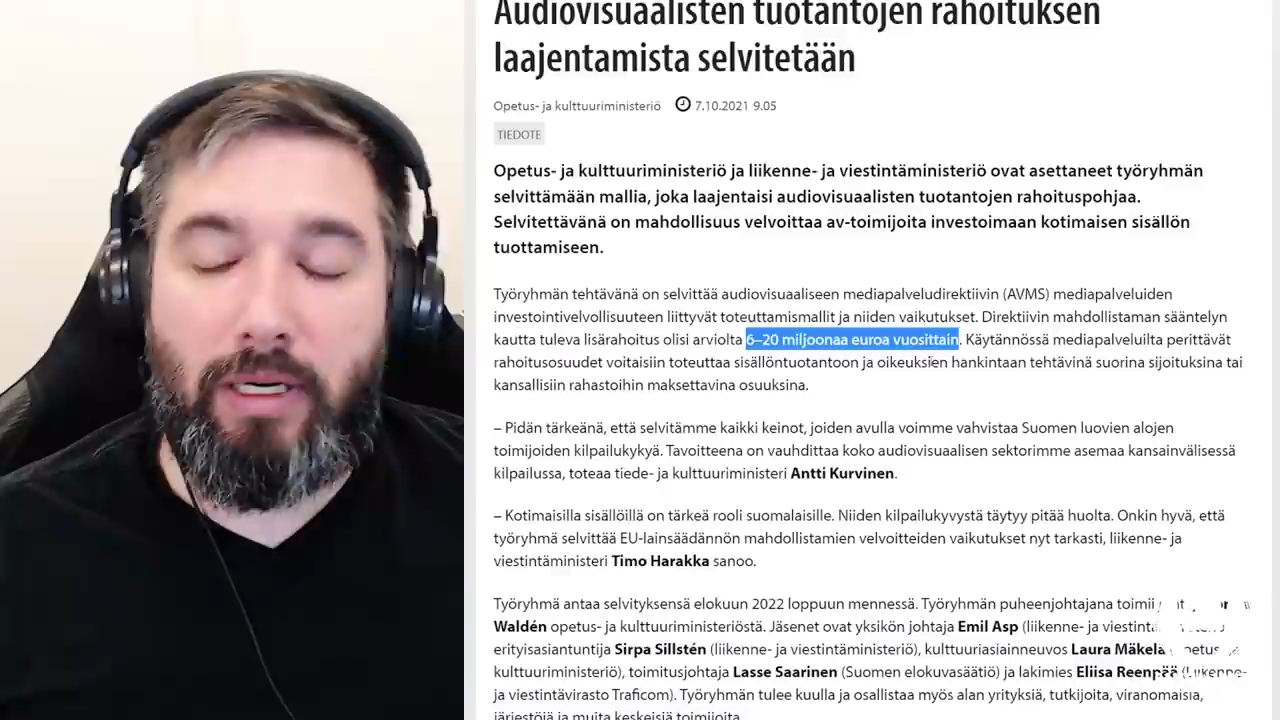 Audiovisuaalisten tuotantojen rahoituksen
laajentamista selvitetään
Opetus- ja kulttuuriministeriö 7.10.2021 9.05
TIEDOTE
Opetus- ja kulttuuriministeriö ja liikenne- ja viestintäministeriö ovat asettaneet työryhmän
selvittämään mallia, joka laajentaisi audiovisuaalisten tuotantojen rahoituspohjaa.
Selvitettävänä on mahdollisuus velvoittaa av-toimijoita investoimaan kotimaisen sisällön
tuottamiseen.
Työryhmän tehtävänä on selvittää audiovisuaaliseen mediapalveludirektiivin (AVMS) mediapalveluiden
investointivelvollisuuteen liittyvät toteuttamismallit ja niiden vaikutukset. Direktiivin mahdollistaman sääntelyn
kautta tuleva lisärahoitus olisi arviolta 6–20 miljoonaa euroa vuosittain. Käytännössä mediapalveluilta perittävät
rahoitusosuudet voitaisiin toteuttaa sisällöntuotantoon ja oikeuksien hankintaan tehtävinä suorina sijoituksina tai
kansallisiin rahastoihin maksettavina osuuksina.
– Pidän tärkeänä, että selvitämme kaikki keinot, joiden avulla voimme vahvistaa Suomen luovien alojen
toimijoiden kilpailukykyä. Tavoitteena on vauhdittaa koko audiovisuaalisen sektorimme asemaa kansainvälisessä
kilpailussa, toteaa tiede- ja kulttuuriministeri Antti Kurvinen.
– Kotimaisilla sisällöillä on tärkeä rooli suomalaisille. Niiden kilpailukyvystä täytyy pitää huolta. Onkin hyvä, että
työryhmä selvittää EU-lainsäädännön mahdollistamien velvoitteiden vaikutukset nyt tarkasti, liikenne- ja
viestintäministeri Timo Harakka sanoo.
Työryhmä antaa selvityksensä elokuun 2022 loppuun mennessä. Työryhmän puheenjohtajana toimii
Waldén opetus- ja kulttuuriministeriöstä. Jäsenet ovat yksikön johtaja Emil Asp (liikenne- ja
erityisasiantuntija Sirpa Sillstén (liikenne- ja viestintäministeriö), kulttuuriasiainneuvos Laura Mäkelä
kulttuuriministeriö), toimitusjohtaja Lasse Saarinen (Suomen elokuvasäätiö) ja lakimies Eliisa Reenpää (Liikenne-
ja viestintävirasto Traficom). Työryhmän tulee kuulla ja osallistaa myös alan yrityksiä, tutkijoita, viranomaisia,
järjestöjä ja muita keskeisiä toimijoita.